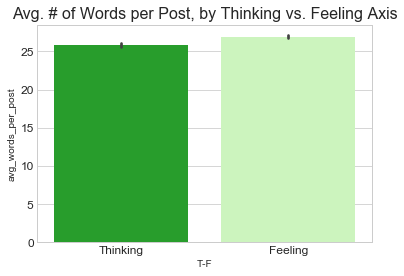 Avg. # of Words per Post, by Thinking vs. Feeling Axis
25
20
15
10
5
0
avg_words_per_post
Thinking
Feeling
T-F